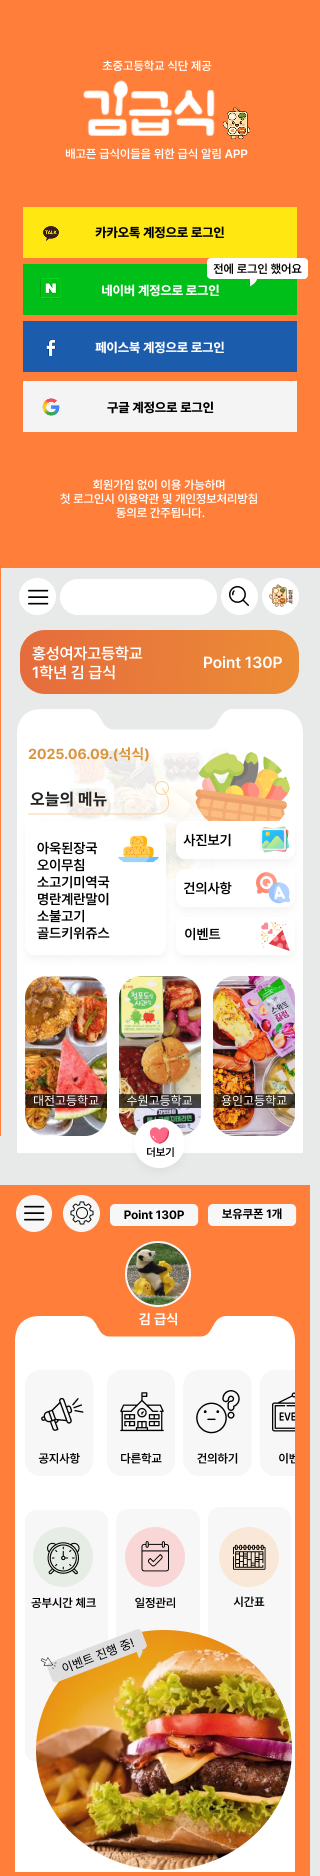 초중고등학교 식단 제공
김급식
배고픈 급식이들을 위한 급식 알림 APP
TALK
카카오톡 계정으로 로그인
전에 로그인 했어요
N
네이버 계정으로 로그인
f
페이스북 계정으로 로그인
G
구글 계정으로 로그인
회원가입 없이 이용 가능하며
첫 로그인시 이용약관 및 개인정보처리방침
동의로 간주됩니다.
홍성여자고등학교
1학년 김 급식
Point 130P
2025.06.09.(석식)
오늘의 메뉴
아욱된장국
오이무침
소고기미역국
명란계란말이
소불고기
골드키위쥬스
사진보기
건의사항
Q
A
이벤트
대전고등학교
수원고등학교
용인고등학교
더보기
Point 130P
보유쿠폰 1개
김 급식
EVE
공지사항
다른학교
건의하기
이벤
공부시간 체크
일정관리
시간표
이벤트 진행 중!